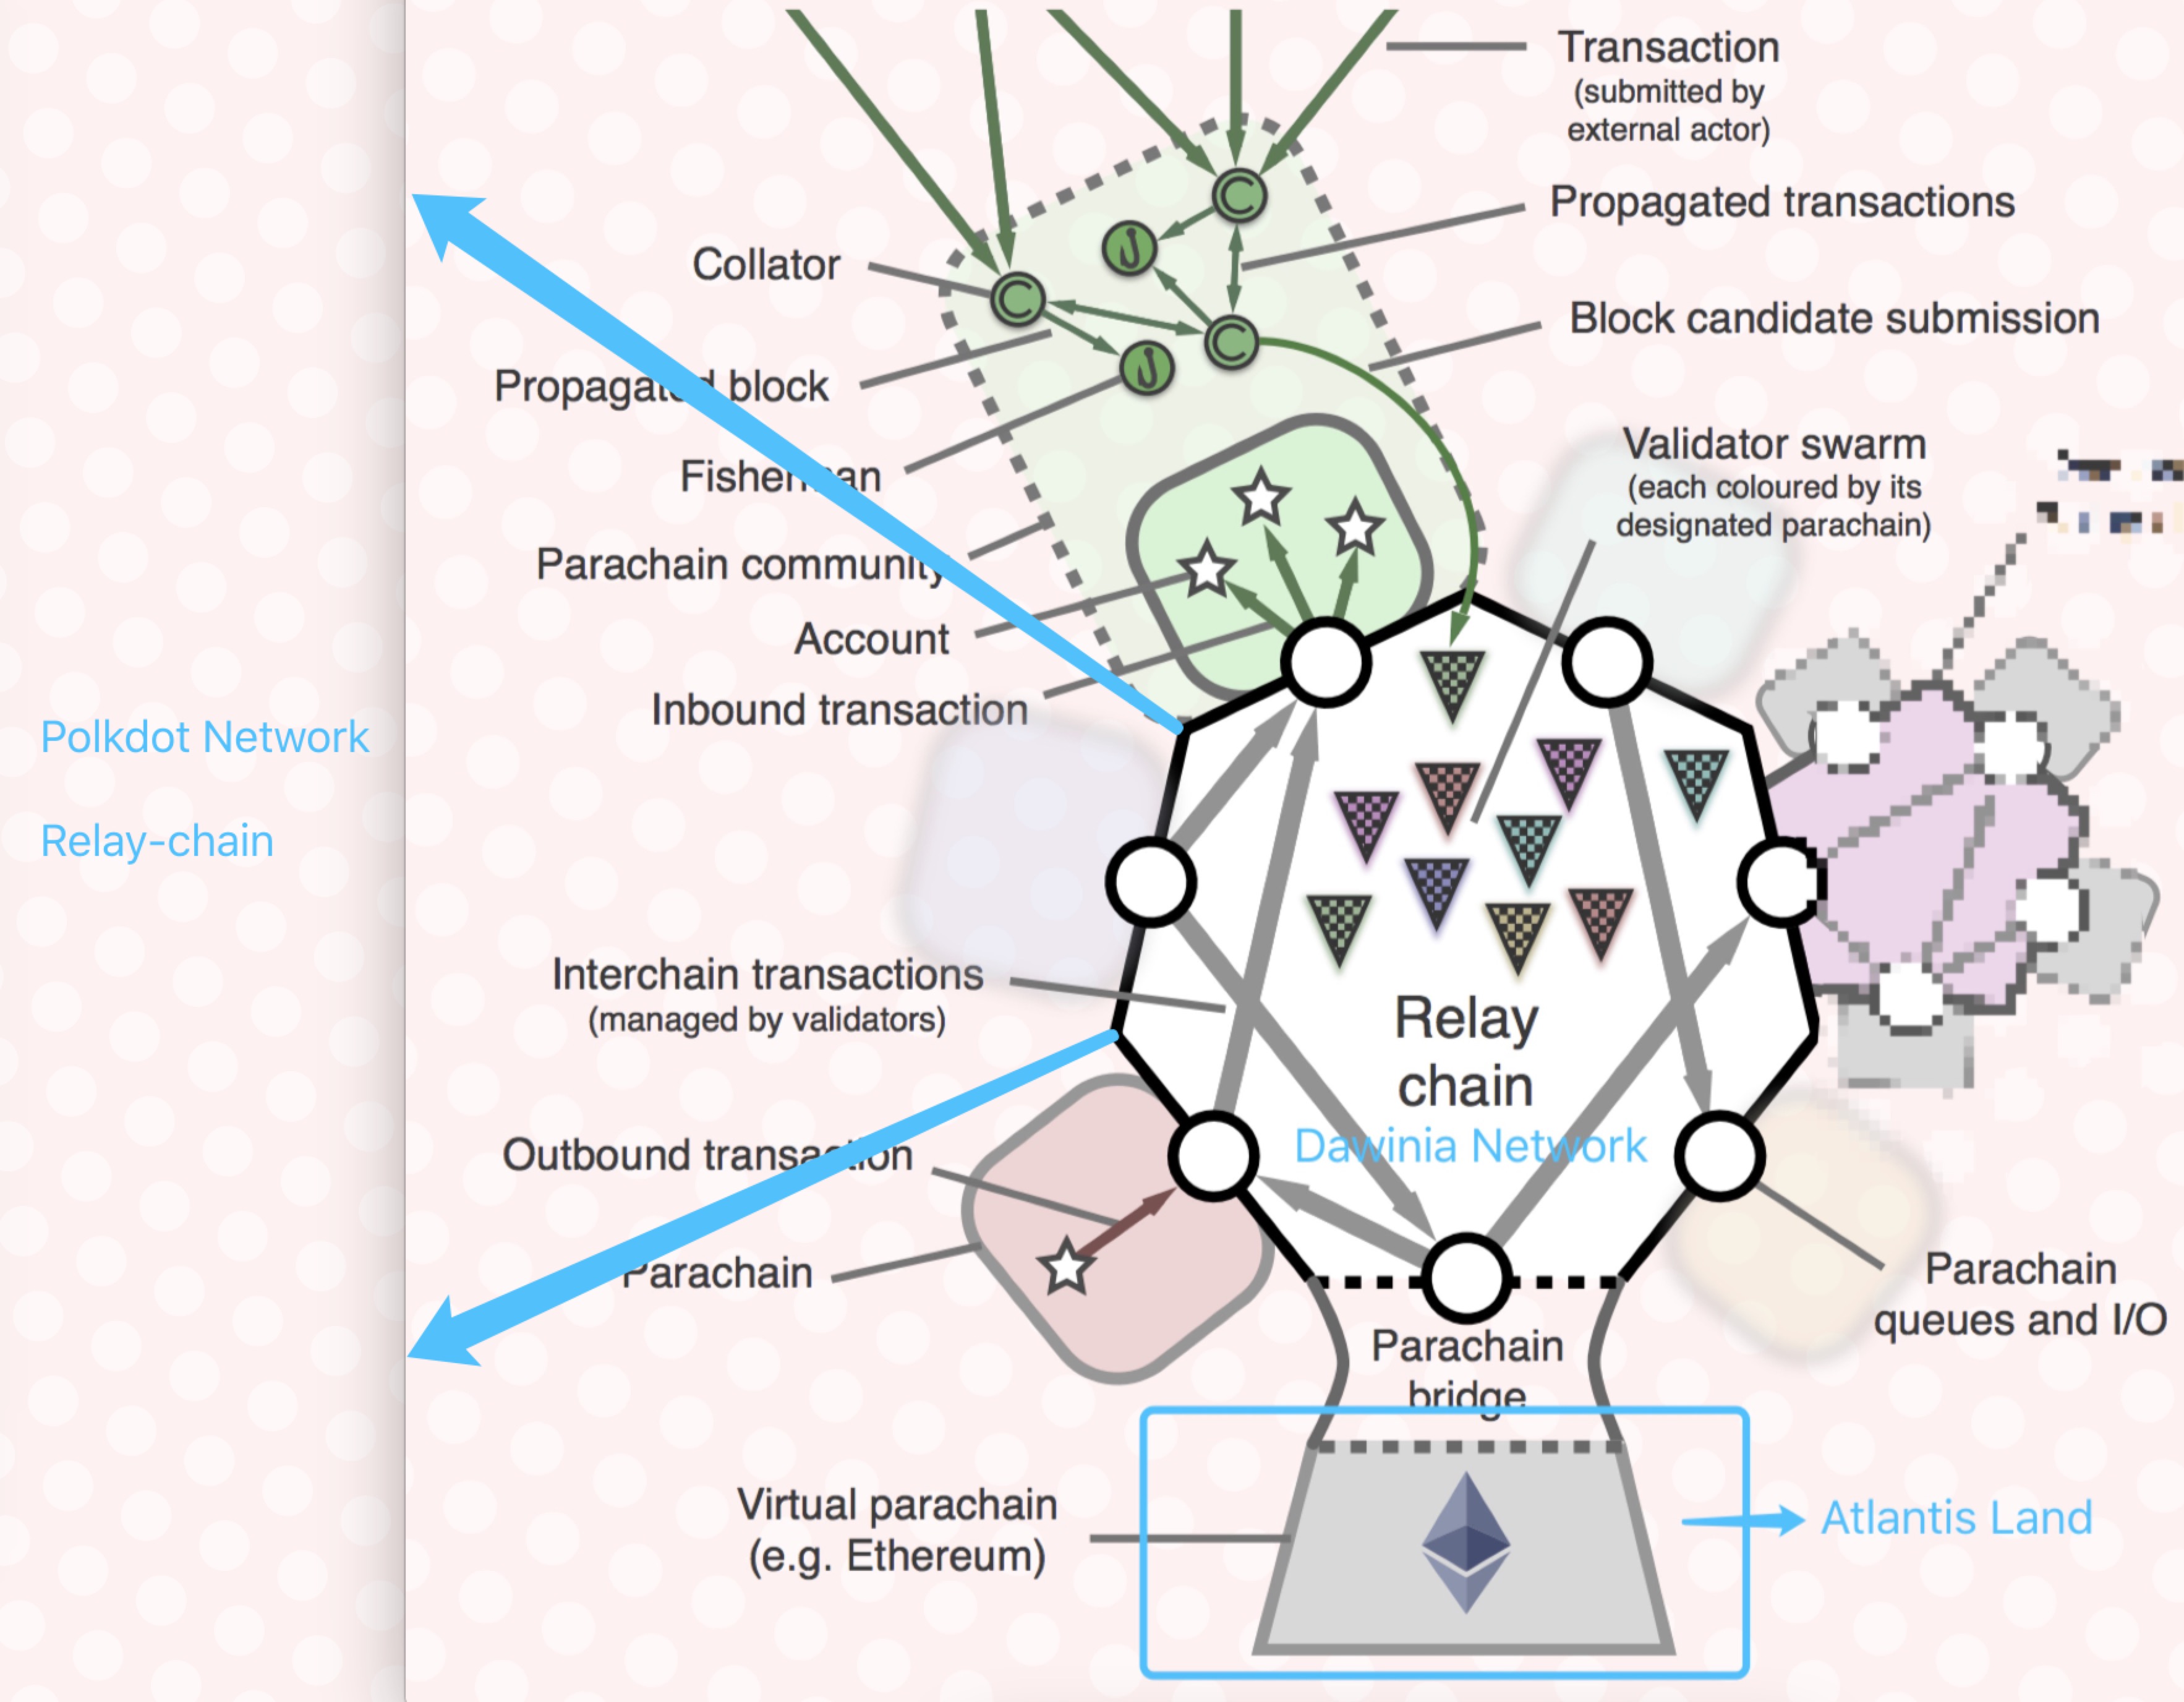 Transaction
(submitted by
external actor)
Propagated transactions
Collator
Block candidate submission
Propagated block
Validator swarm
(each coloured by its
designated parachain)
Fisherman
Parachain community
Account
Inbound transaction
Polkdot Network
Relay-chain
Interchain transactions
(managed by validators)
Relay
chain
Dawinia Network
Outbound transaction
Parachain
Parachain
queues and I/O
Parachain
bridge
Virtual parachain
(e.g. Ethereum)
Atlantis Land